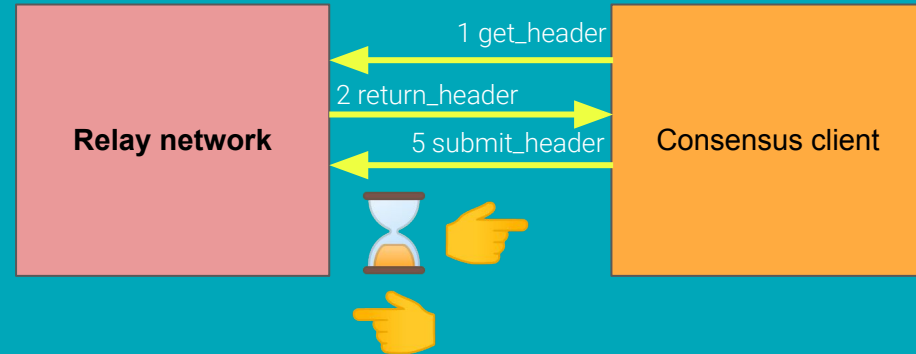 1 get_header
2 return_header
Relay network
5 submit_header
Consensus client